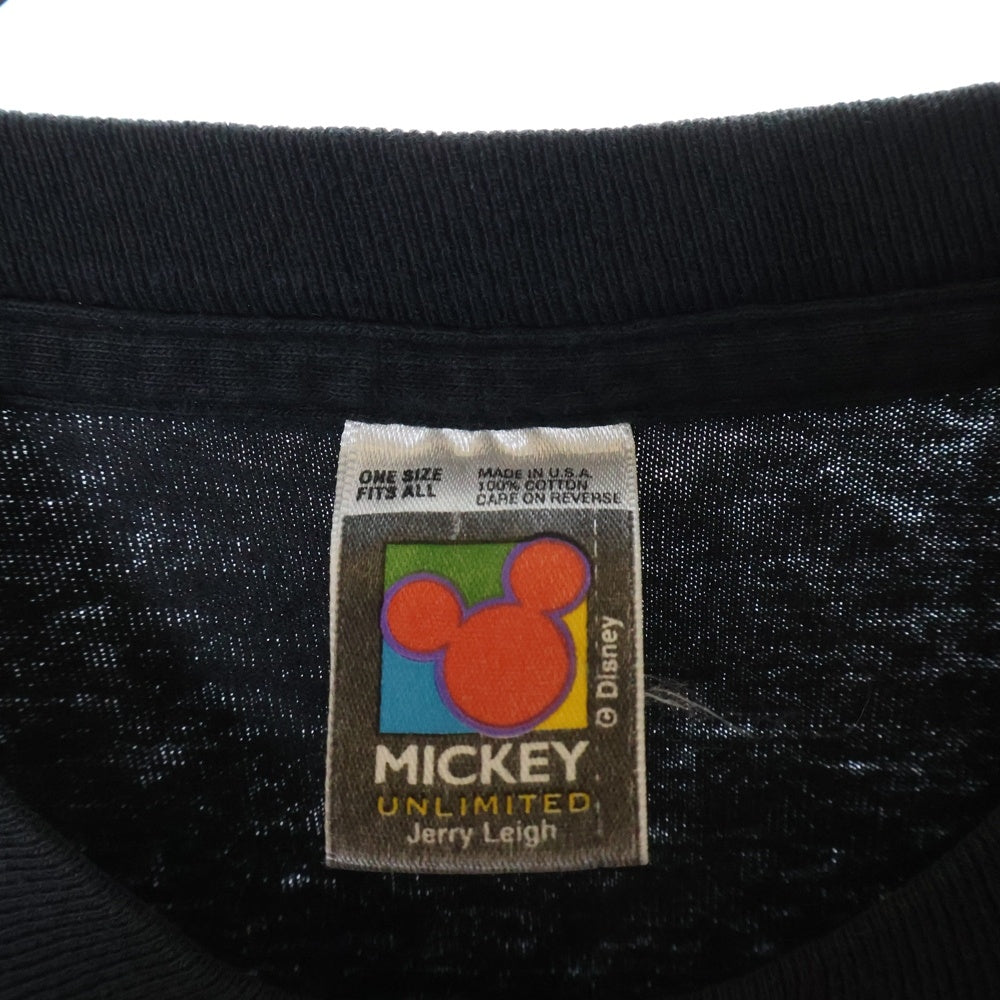 ONE SIZE
FITS ALL
MADE IN U.S.A.
100% COTTON
CARE ON REVERSE
© Disney
MICKEY
UNLIMITED
Jerry Leigh